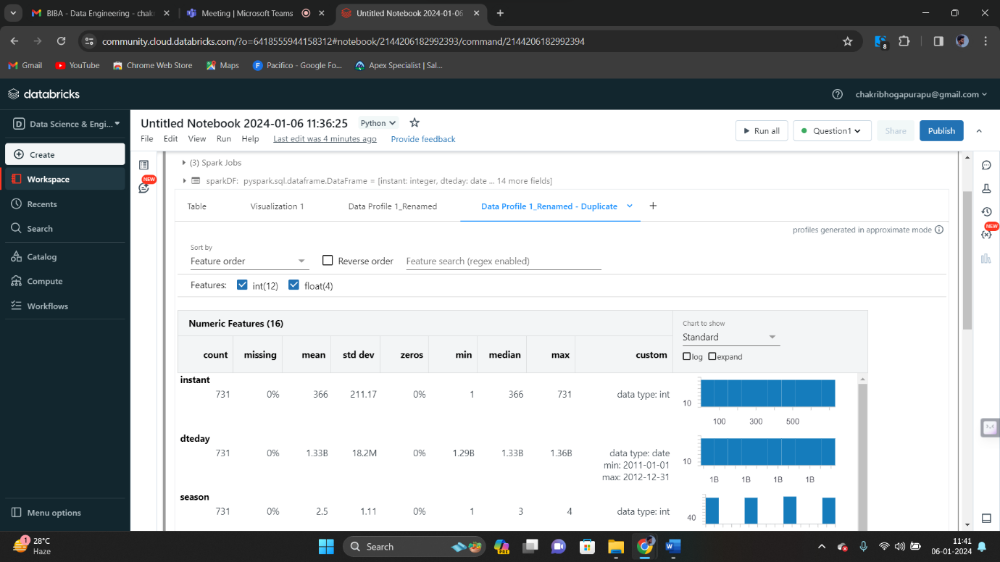 BIBA - Data Engineering - chak
Meeting | Microsoft Teams
Untitled Notebook 2024-01-06
community.cloud.databricks.com/?o=6418555944158312#notebook/2144206182992393/command/2144206182992394
8
Gmail
YouTube
Chrome Web Store
Maps
Pacifico - Google Fo...
Apex Specialist | Sal...
databricks
chakribhogapurapu@gmail.com
D Data Science & Engi...
Untitled Notebook 2024-01-06 11:36:25
Python
File Edit View Run Help Last edit was 4 minutes ago Provide feedback
Run all
Question1
Share
Publish
Create
Workspace
Recents
Search
Catalog
Compute
Workflows
Menu options
NEW
(3) Spark Jobs
sparkDF: pyspark.sql.dataframe.DataFrame = [instant: integer, dteday: date ... 14 more fields]
Table Visualization 1 Data Profile 1_Renamed Data Profile 1_Renamed - Duplicate
profiles generated in approximate mode
NEW
Sort by
Feature order
Reverse order
Feature search (regex enabled)
Features: int(12) float(4)
Numeric Features (16)
Chart to show
Standard
log expand
count missing mean std dev zeros min median max custom
instant
731 0% 366 211.17 0% 1 366 731 data type: int
10
100 300 500
dteday
731 0% 1.33B 18.2M 0% 1.29B 1.33B 1.36B data type: date
min: 2011-01-01
max: 2012-12-31
10
1B 1B 1B 1B
season
731 0% 2.5 1.11 0% 1 3 4 data type: int
40
1
28°C
Haze
Search
PRE
11:41
06-01-2024